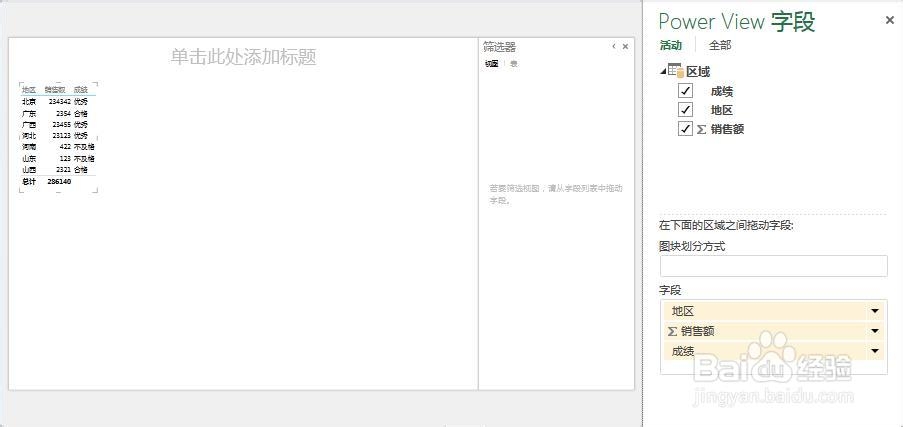 单击此处添加标题
地区 销售额 成绩
北京 234342 优秀
广东 2354 合格
广西 23455 优秀
河北 23123 优秀
河南 422 不及格
山东 123 不及格
山西 2321 合格
总计 286140
筛选器
视图 表
若要筛选视图，请从字段列表中拖动
字段。
Power View 字段
活动 全部
区域
成绩
地区
Σ 销售额
在下面的区域之间拖动字段:
图块划分方式
字段
地区
Σ 销售额
成绩
Baidu 经验
jingyan.baidu.com